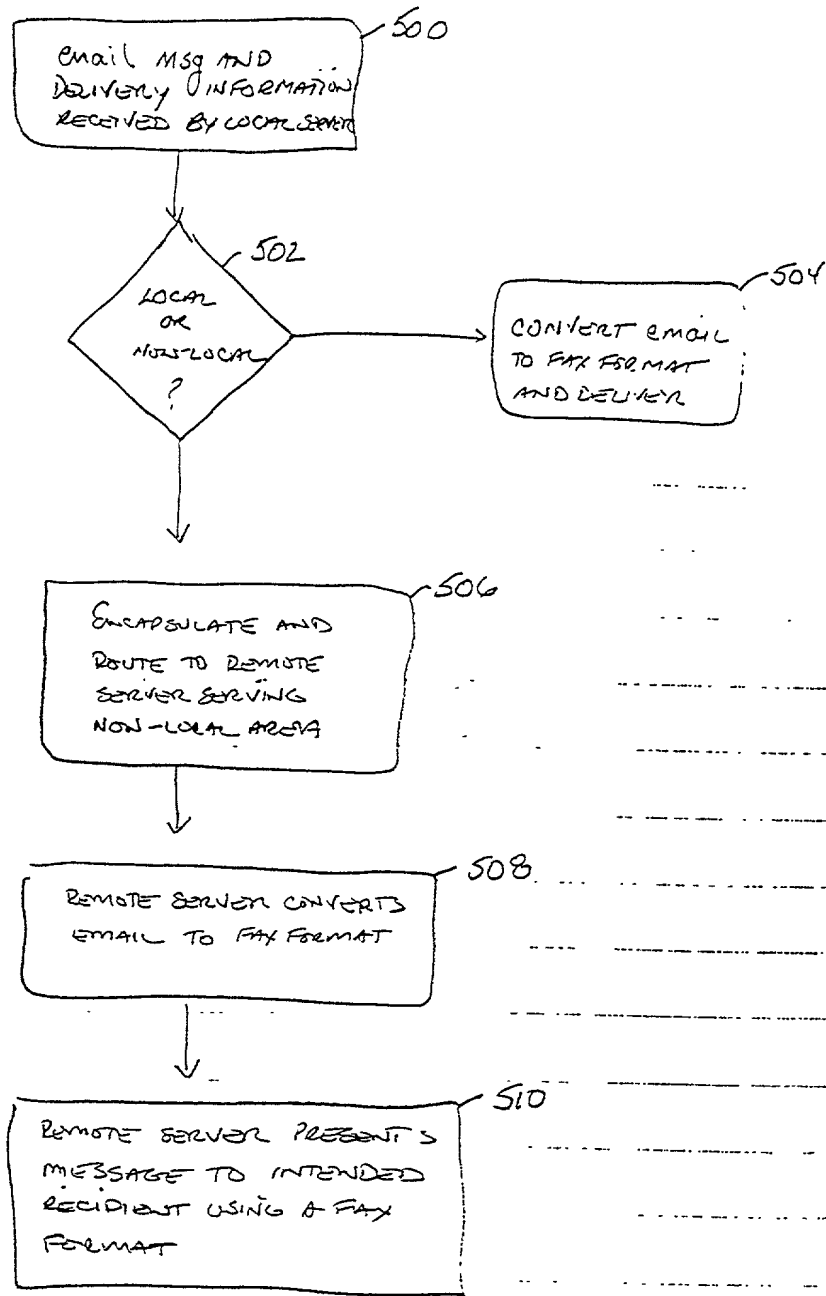 500
email msg AND
DELIVERY INFORMATION
RECEIVED BY LOCAL SERVER
502
LOCAL
OR
NON-LOCAL
?
504
CONVERT email
TO FAX FORMAT
AND DELIVER
506
ENCAPSULATE AND
ROUTE TO REMOTE
SERVER SERVING
NON-LOCAL AREA
508
REMOTE SERVER CONVERTS
EMAIL TO FAX FORMAT
510
REMOTE SERVER PRESENTS
MESSAGE TO INTENDED
RECIPIENT USING A FAX
FORMAT